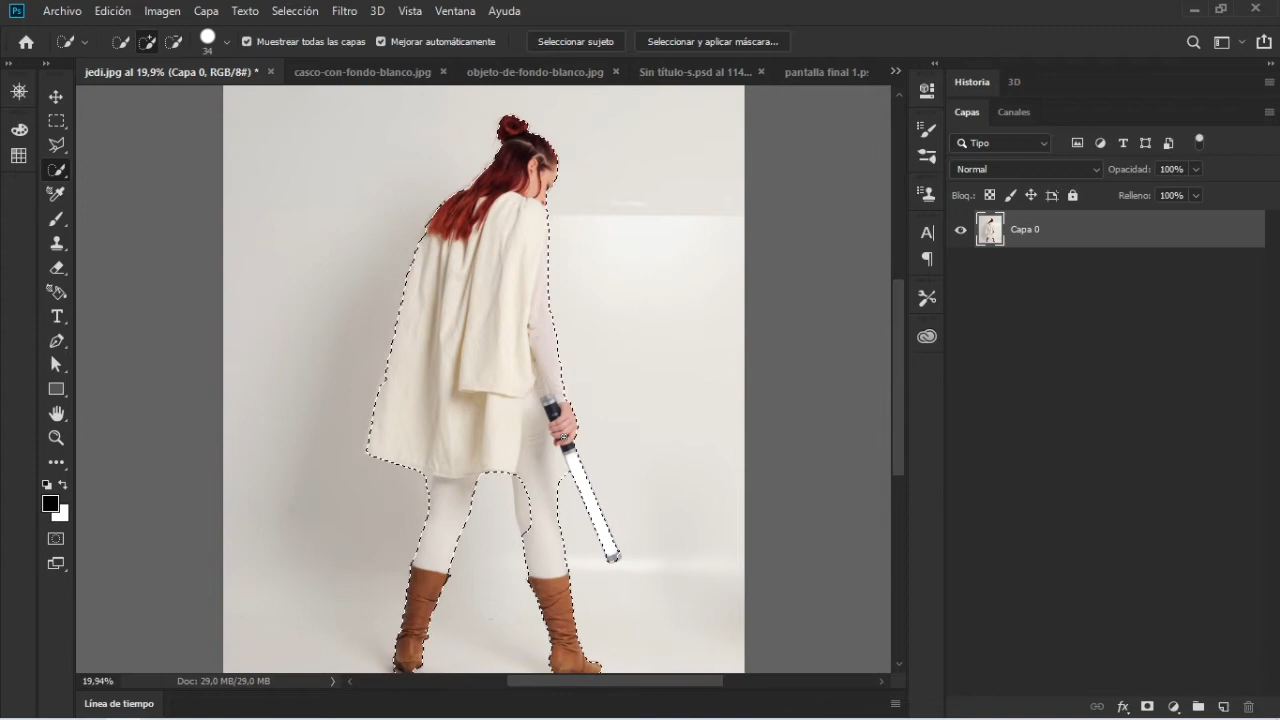 Ps Archivo Edición Imagen Capa Texto Selección Filtro 3D Vista Ventana Ayuda
34 Muestrear todas las capas Mejorar automáticamente Seleccionar sujeto Seleccionar y aplicar máscara...
jedi.jpg al 19,9% (Capa 0, RGB/8#) * casco-con-fondo-blanco.jpg objeto-de-fondo-blanco.jpg Sin título-s.psd al 114... pantalla final 1.ps
Historia 3D
Capas Canales
Tipo
Normal Opacidad: 100%
Bloq.: Relleno: 100%
Capa 0
19,94% Doc: 29,0 MB/29,0 MB
Línea de tiempo